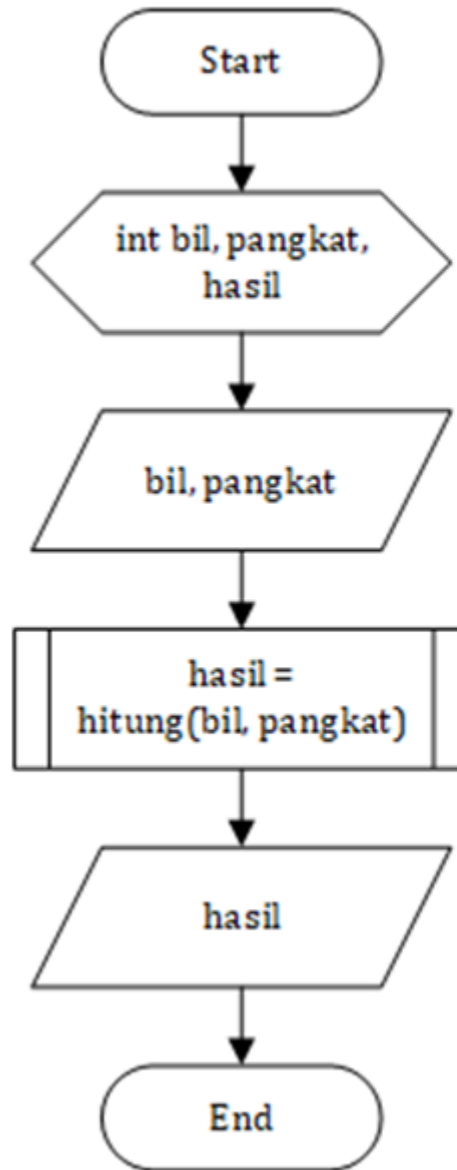 Start
int bil, pangkat,
hasil
bil, pangkat
hasil =
hitung(bil, pangkat)
hasil
End